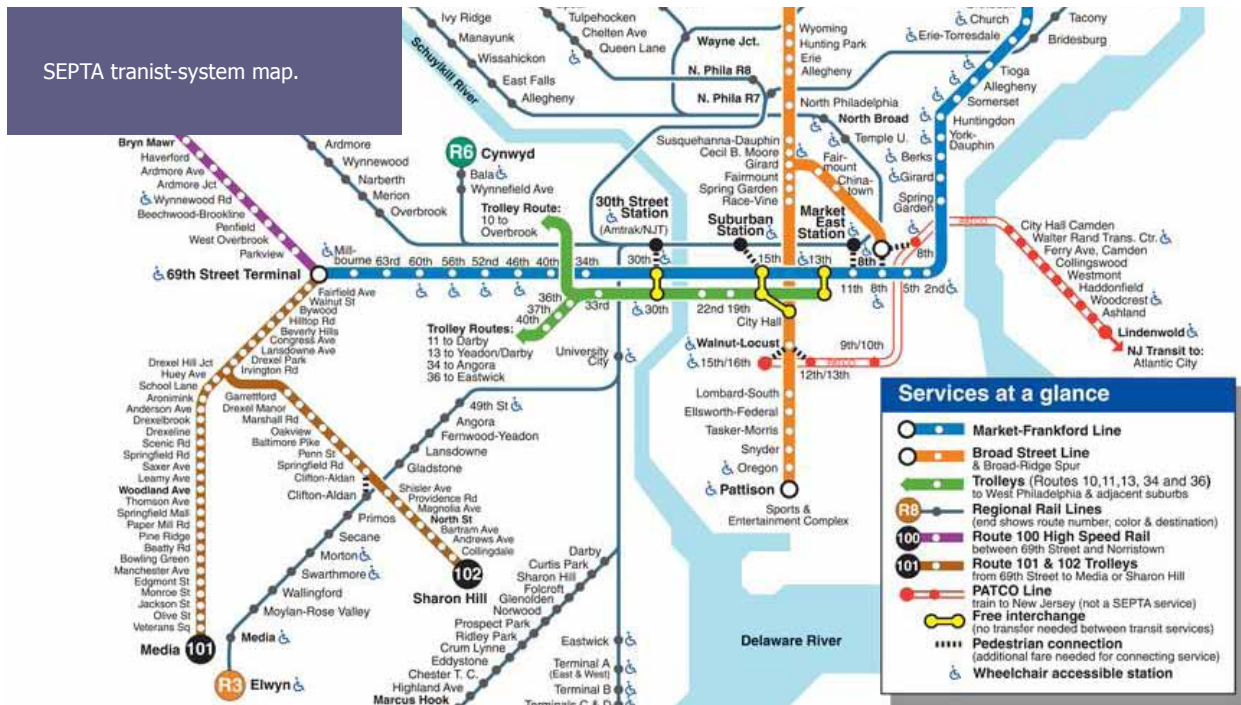 SEPTA tranist-system map.
Ivy Ridge
Manayunk
Wissahickon
East Falls
Allegheny
Tulpehocken
Chelten Ave
Queen Lane
Wayne Jct.
N. Phila R8
N. Phila R7
Schuylkill River
Wyoming
Hunting Park
Erie
Allegheny
North Philadelphia
North Broad
Temple U.
Susquehanna-Dauphin
Cecil B. Moore
Girard
Fairmount
Spring Garden
Race-Vine
Fair-
mount
China-
town
Church
Erie-Torresdale
Tacony
Bridesburg
Tioga
Allegheny
Somerset
Huntingdon
York-
Dauphin
Berks
Girard
Spring
Garden
Bryn Mawr
Haverford
Ardmore Ave
Ardmore Jct
Wynnewood Rd
Beechwood-Brookline
Penfield
West Overbrook
Parkview
69th Street Terminal
Ardmore
Wynnewood
Narberth
Merion
Overbrook
R6 Cynwyd
Bala
Wynnefield Ave
Trolley Route:
10 to
Overbrook
30th Street
Station
(Amtrak/NJT)
Suburban
Station
Market
East
Station
Mill-
bourne
63rd
60th
56th
52nd
46th
40th
34th
30th
15th
13th
11th
8th
8th
8th
5th
2nd
36th
37th
40th
33rd
30th
22nd
19th
City Hall
Trolley Routes:
11 to Darby
13 to Yeadon/Darby
34 to Angora
36 to Eastwick
University
City
Walnut-Locust
15th/16th
12th/13th
9th/10th
PATCO
PATCO
City Hall Camden
Walter Rand Trans. Ctr.
Ferry Ave, Camden
Collingswood
Westmont
Haddonfield
Woodcrest
Ashland
Lindenwold
NJ Transit to:
Atlantic City
Lombard-South
Ellsworth-Federal
Tasker-Morris
Snyder
Oregon
Pattison
Sports &
Entertainment Complex
Fairfield Ave
Walnut St
Bywood
Hilltop Rd
Beverly Hills
Congress Ave
Lansdowne Ave
Drexel Park
Irvington Rd
Drexel Hill Jct
Huey Ave
School Lane
Aronimink
Anderson Ave
Drexelbrook
Drexeline
Scenic Rd
Springfield Rd
Saxer Ave
Leamy Ave
Woodland Ave
Thomson Ave
Springfield Mall
Paper Mill Rd
Pine Ridge
Beatty Rd
Bowling Green
Manchester Ave
Edgmont St
Monroe St
Jackson St
Olive St
Veterans Sq
Media 101
Garrettford
Drexel Manor
Marshall Rd
Oakview
Baltimore Pike
Penn St
Springfield Rd
Clifton-Aldan
Clifton-Aldan
Shisler Ave
Providence Rd
Magnolia Ave
North St
Bartram Ave
Andrews Ave
Collingdale
102
Sharon Hill
49th St
Angora
Fernwood-Yeadon
Lansdowne
Gladstone
Primos
Secane
Morton
Swarthmore
Wallingford
Moylan-Rose Valley
Media
R3 Elwyn
Darby
Curtis Park
Sharon Hill
Folcroft
Glenolden
Norwood
Prospect Park
Ridley Park
Crum Lynne
Eddystone
Chester T. C.
Highland Ave
Marcus Hook
Eastwick
Terminal A
(East & West)
Terminal B
Terminals C & D
Delaware River
Services at a glance
Market-Frankford Line
Broad Street Line
& Broad-Ridge Spur
Trolleys (Routes 10,11,13, 34 and 36)
to West Philadelphia & adjacent suburbs
R8 Regional Rail Lines
(end shows route number, color & destination)
100 Route 100 High Speed Rail
between 69th Street and Norristown
101 Route 101 & 102 Trolleys
from 69th Street to Media or Sharon Hill
PATCO Line
train to New Jersey (not a SEPTA service)
Free interchange
(no transfer needed between transit services)
Pedestrian connection
(additional fare needed for connecting service)
Wheelchair accessible station